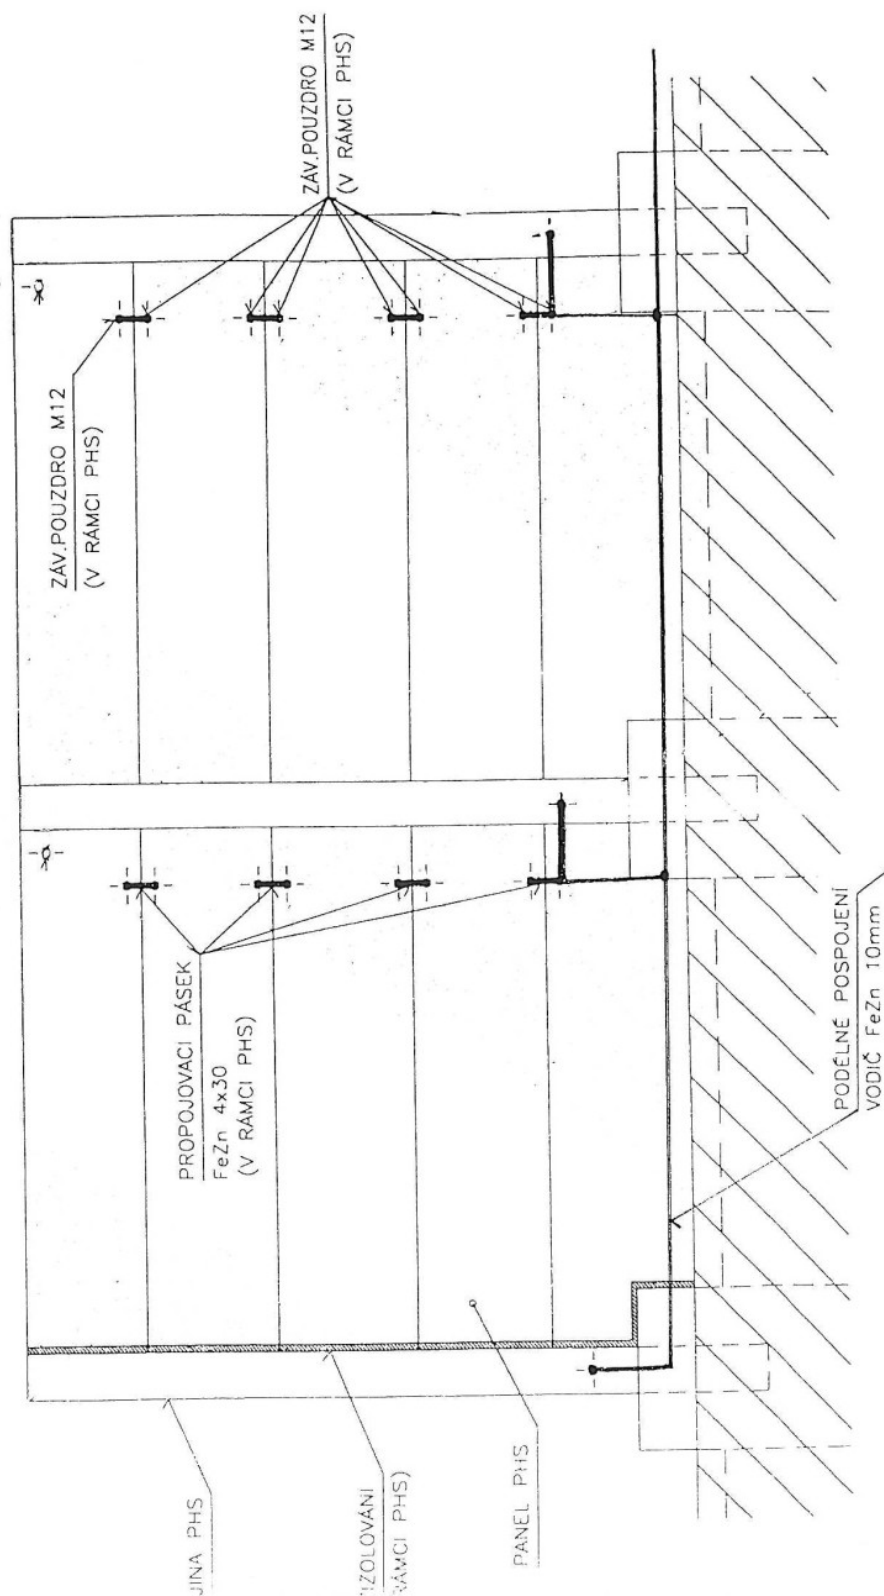 ZÁV.POUZDRO M12
(V RÁMCI PHS)
ZÁV.POUZDRO M12
(V RÁMCI PHS)
PROPOJOVACÍ PÁSEK
FeZn 4x30
(V RÁMCI PHS)
PODÉLNÉ POSPOJENÍ
VODIČ FeZn 10mm
PANEL PHS
PHS
PHS)